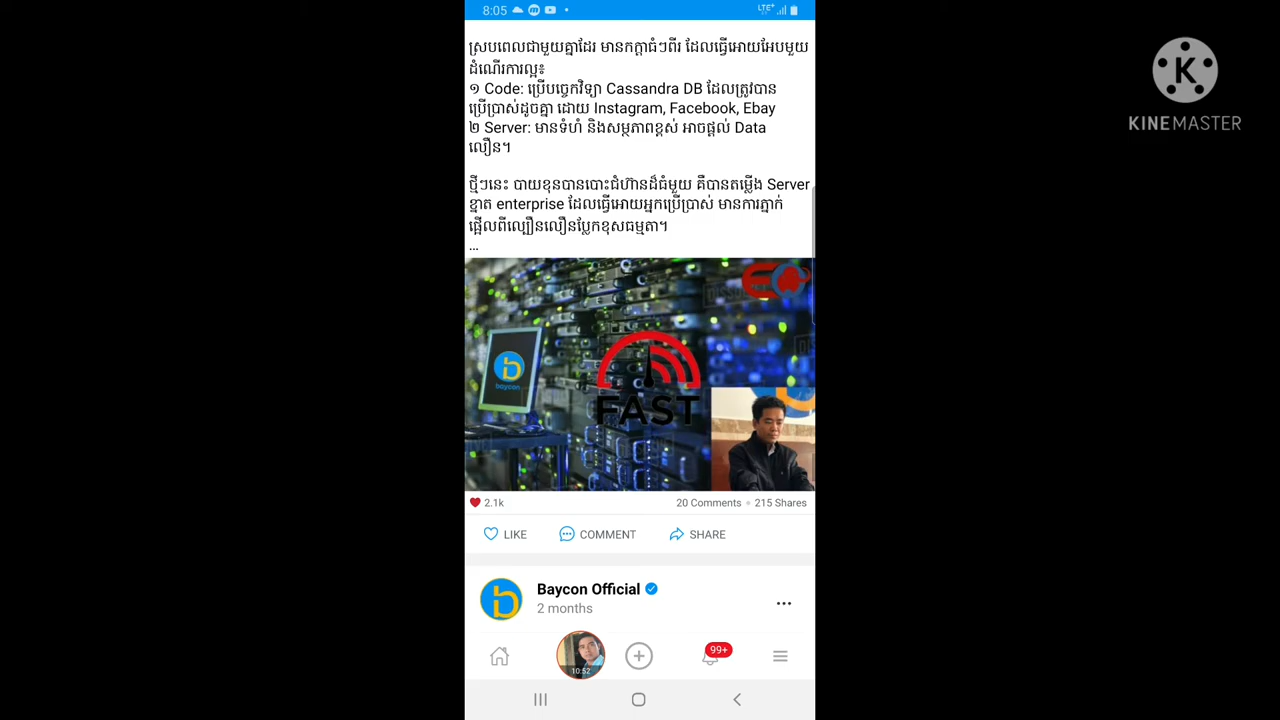 8:05
LTE+
ស្របពេលជាមួយគ្នាដែរ មានកក្តាធំៗពីរ ដែលធ្វើអោយអែបមួយ
ដំណើរការល្អ៖
១ Code: ប្រើបច្ចេកវិទ្យា Cassandra DB ដែលត្រូវបាន
ប្រើប្រាស់ដូចគ្នា ដោយ Instagram, Facebook, Ebay
២ Server: មានទំហំ និងសម្ថភាពខ្ពស់ អាចផ្តល់ Data
លឿន។
ថ្មីៗនេះ បាយខុនបានបោះជំហ៊ានដ៏ធំមួយ គឺបានតម្លើង Server
ខ្នាត enterprise ដែលធ្វើអោយអ្នកប្រើប្រាស់ មានការភ្ញាក់
ផ្អើលពីល្បឿនលឿនប្លែកខុសធម្មតា។
...
baycon
FAST
2.1k
20 Comments • 215 Shares
LIKE
COMMENT
SHARE
Baycon Official
2 months
10:52
99+
K
KINEMASTER